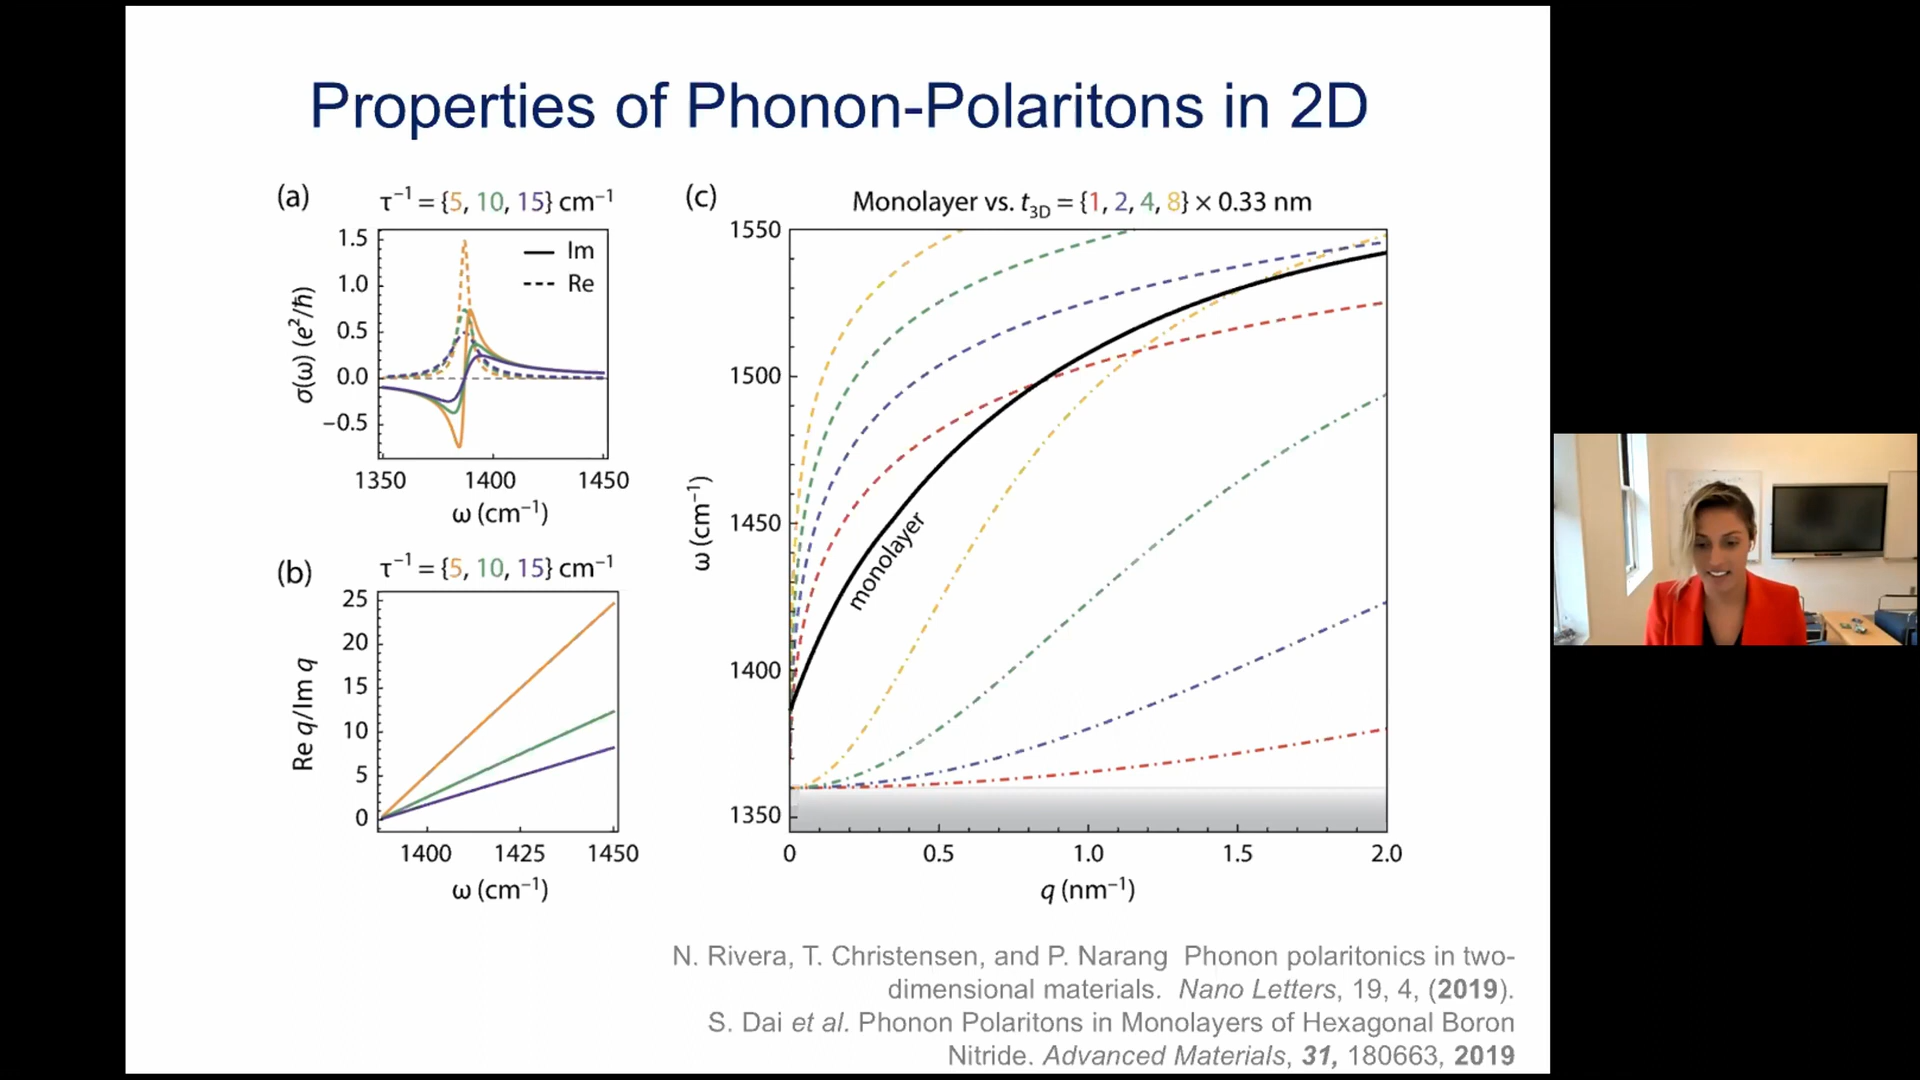 Properties of Phonon-Polaritons in 2D
(a)
τ⁻¹ = {5, 10, 15} cm⁻¹
1.5
1.0
0.5
0.0
−0.5
σ(ω) (e²/ħ)
Im
Re
1350 1400 1450
ω (cm⁻¹)
(b)
τ⁻¹ = {5, 10, 15} cm⁻¹
25
20
15
10
5
0
Re q/Im q
1400 1425 1450
ω (cm⁻¹)
(c)
Monolayer vs. t₃D = {1, 2, 4, 8} × 0.33 nm
1550
1500
1450
1400
1350
ω (cm⁻¹)
monolayer
0 0.5 1.0 1.5 2.0
q (nm⁻¹)
N. Rivera, T. Christensen, and P. Narang Phonon polaritonics in two-
dimensional materials. Nano Letters, 19, 4, (2019).
S. Dai et al. Phonon Polaritons in Monolayers of Hexagonal Boron
Nitride. Advanced Materials, 31, 180663, 2019